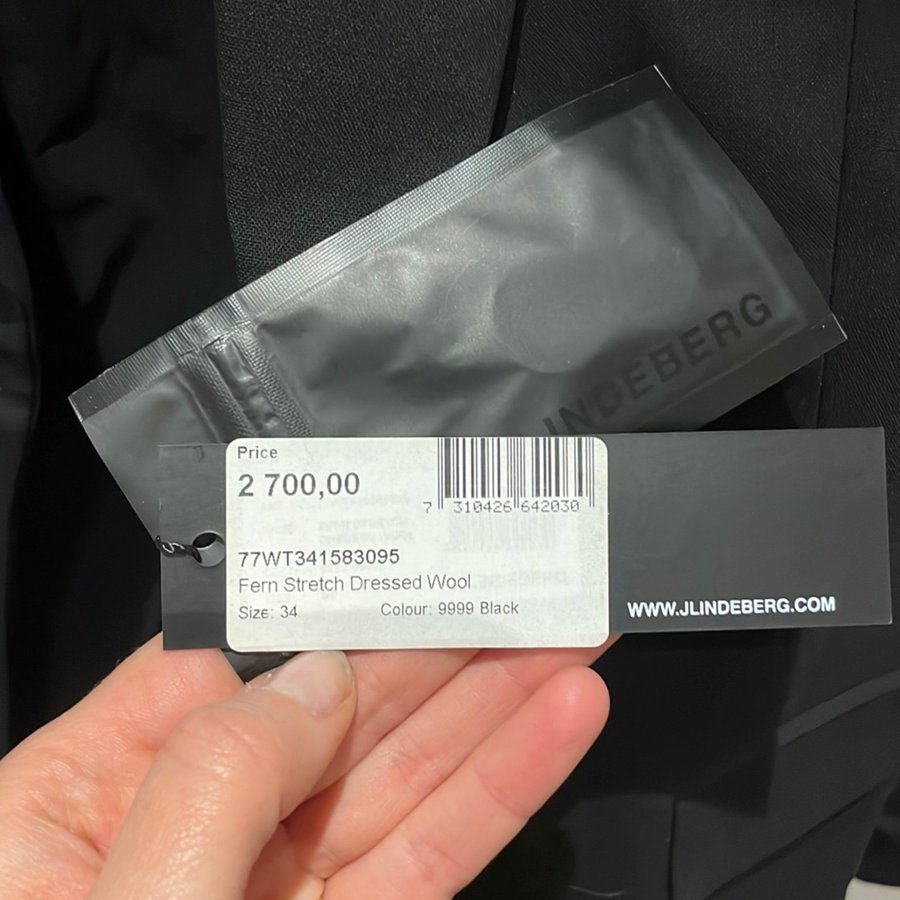 LINDEBERG
Price
2 700,00
7 310426 642030
77WT341583095
Fern Stretch Dressed Wool
Size: 34 Colour: 9999 Black
WWW.JLINDEBERG.COM